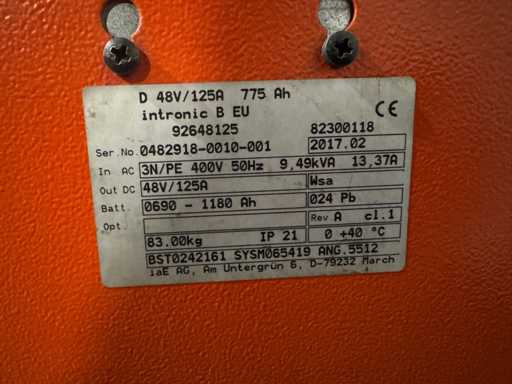 D 48V/125A 775 Ah
intronic B EU
CE
92648125 82300118
Ser.No. 0482918-0010-001 2017.02
In AC 3N/PE 400V 50Hz 9,49kVA 13,37A
Out DC 48V/125A Wsa
Batt. 0690 - 1180 Ah 024 Pb
Opt. Rev A cl.1
83.00kg IP 21 0 +40 °C
BST0242161 SYSM065419 ANG.5512
iaE AG, Am Untergrün 6, D-79232 March